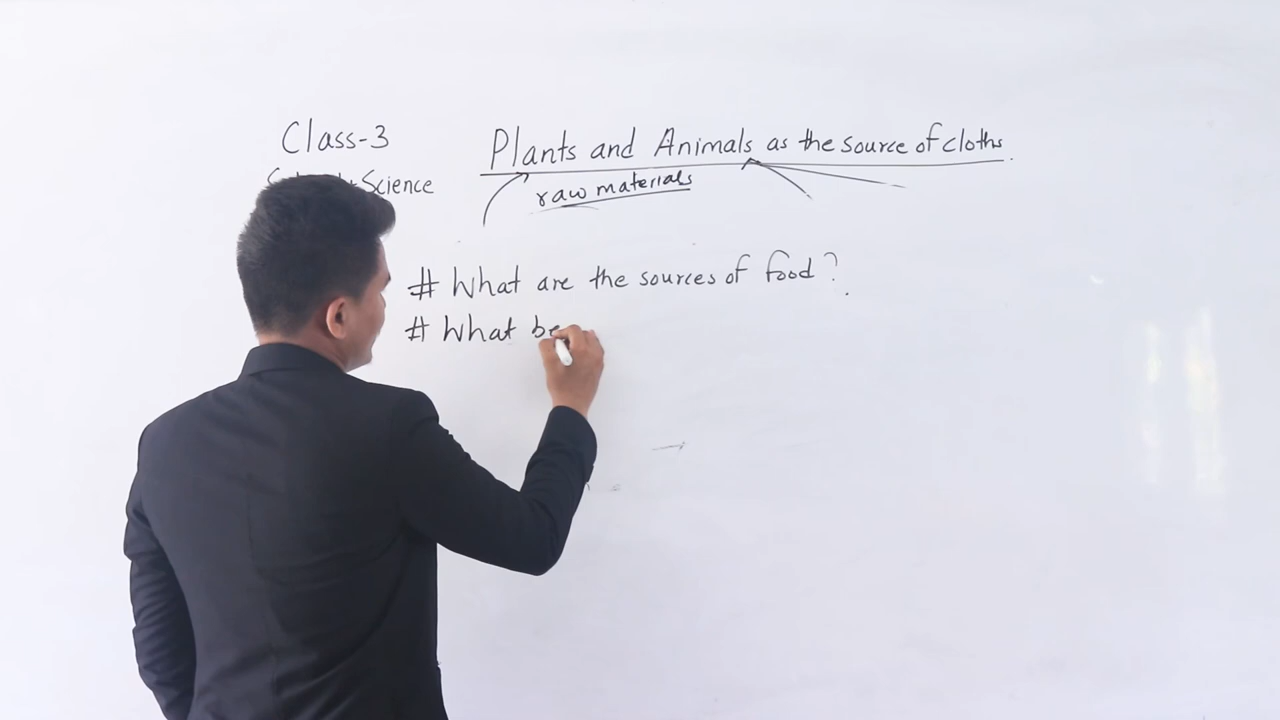 Class-3
Plants and Animals as the source of cloths.
Science
raw materials
# What are the sources of food?
# What be